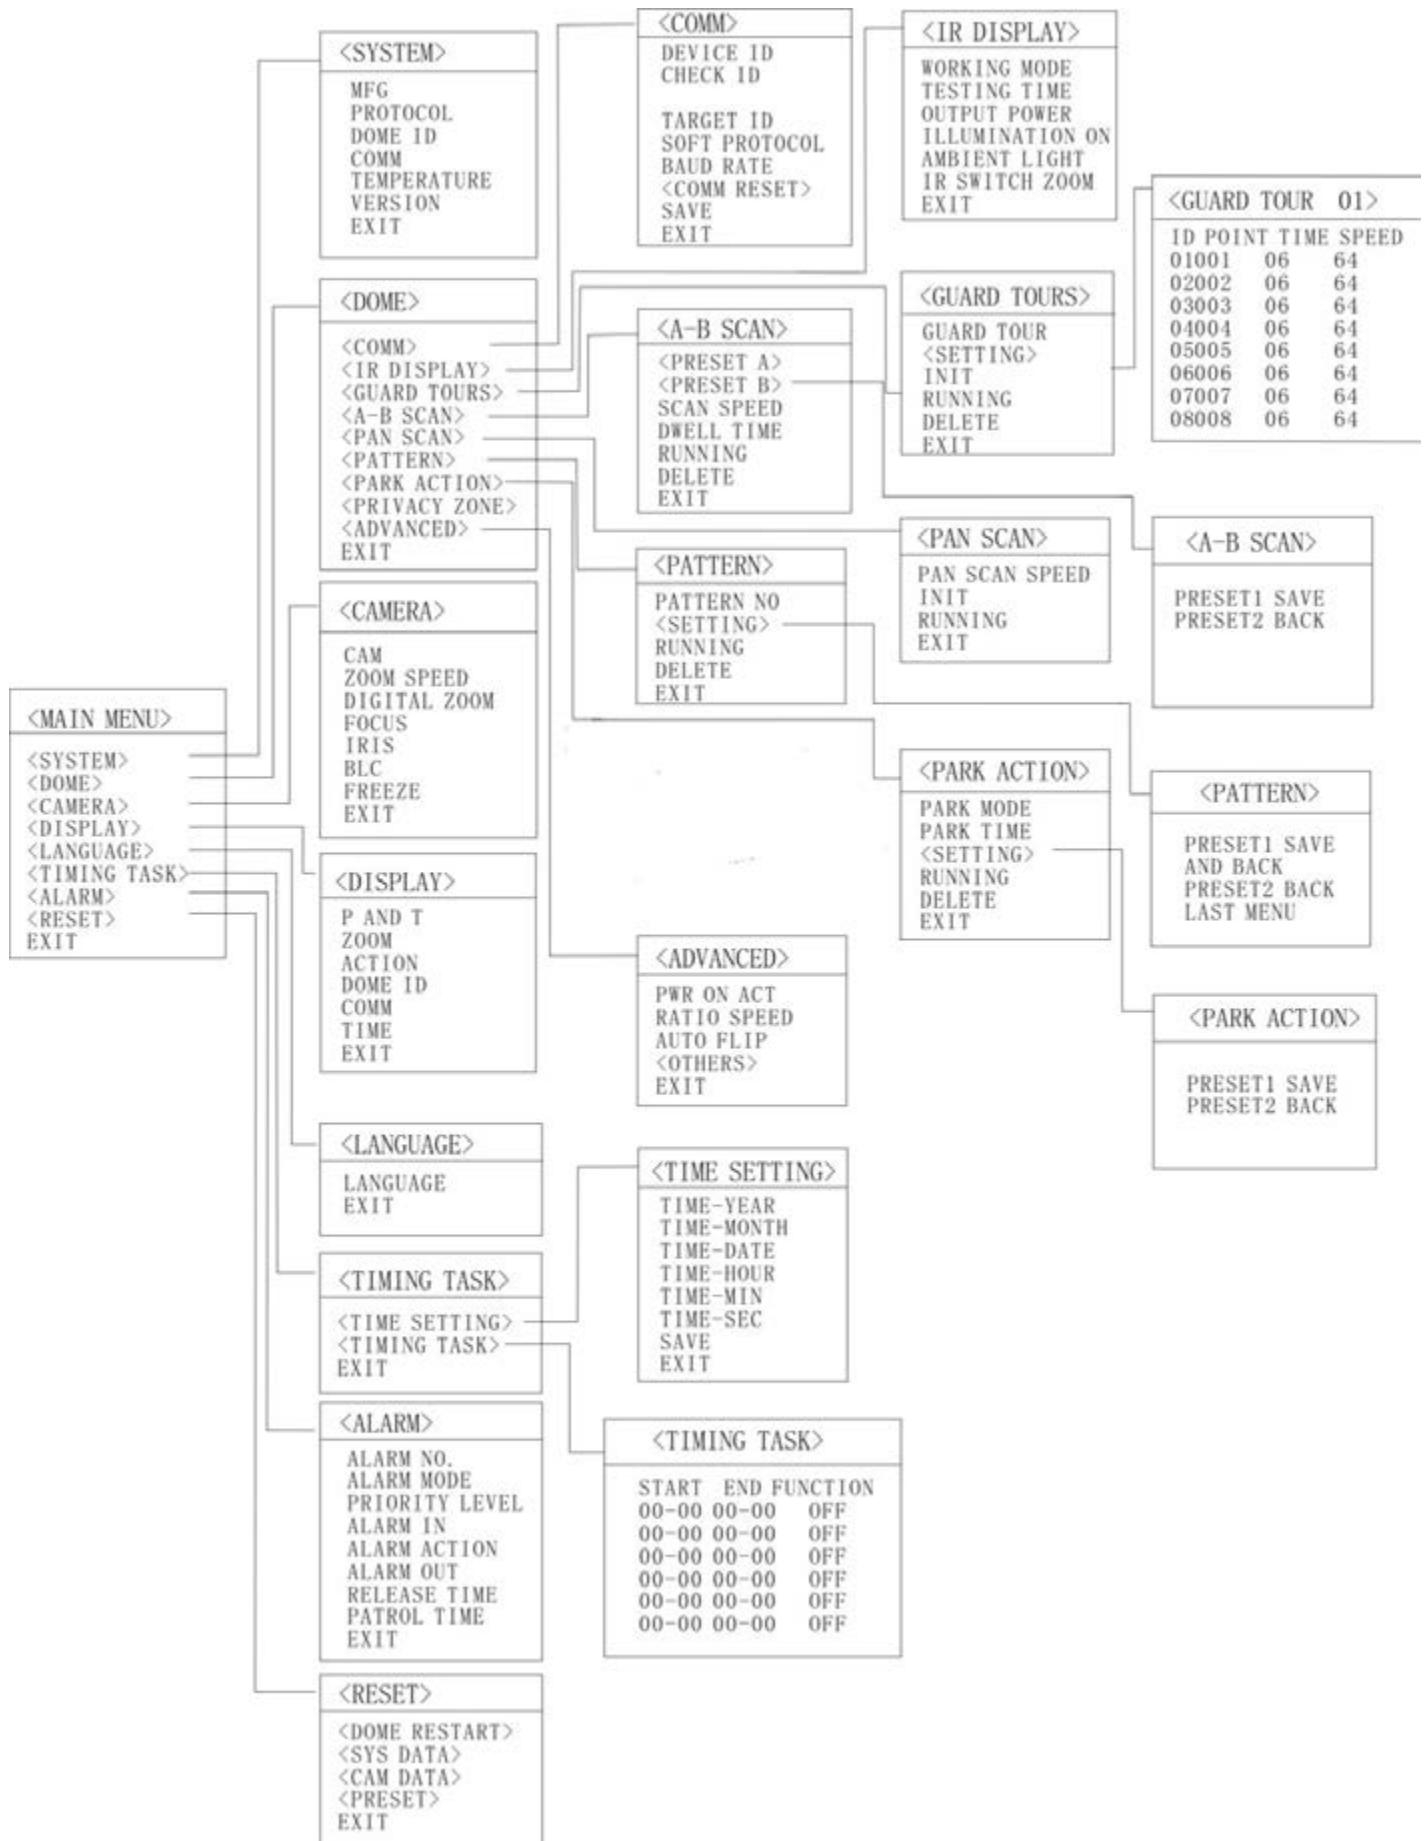 <MAIN MENU>
<SYSTEM>
<DOME>
<CAMERA>
<DISPLAY>
<LANGUAGE>
<TIMING TASK>
<ALARM>
<RESET>
EXIT
<SYSTEM>
MFG
PROTOCOL
DOME ID
COMM
TEMPERATURE
VERSION
EXIT
<DOME>
<COMM>
<IR DISPLAY>
<GUARD TOURS>
<A-B SCAN>
<PAN SCAN>
<PATTERN>
<PARK ACTION>
<PRIVACY ZONE>
<ADVANCED>
EXIT
<CAMERA>
CAM
ZOOM SPEED
DIGITAL ZOOM
FOCUS
IRIS
BLC
FREEZE
EXIT
<DISPLAY>
P AND T
ZOOM
ACTION
DOME ID
COMM
TIME
EXIT
<LANGUAGE>
LANGUAGE
EXIT
<TIMING TASK>
<TIME SETTING>
<TIMING TASK>
EXIT
<ALARM>
ALARM NO.
ALARM MODE
PRIORITY LEVEL
ALARM IN
ALARM ACTION
ALARM OUT
RELEASE TIME
PATROL TIME
EXIT
<RESET>
<DOME RESTART>
<SYS DATA>
<CAM DATA>
<PRESET>
EXIT
<COMM>
DEVICE ID
CHECK ID
TARGET ID
SOFT PROTOCOL
BAUD RATE
<COMM RESET>
SAVE
EXIT
<A-B SCAN>
<PRESET A>
<PRESET B>
SCAN SPEED
DWELL TIME
RUNNING
DELETE
EXIT
<PATTERN>
PATTERN NO
<SETTING>
RUNNING
DELETE
EXIT
<ADVANCED>
PWR ON ACT
RATIO SPEED
AUTO FLIP
<OTHERS>
EXIT
<TIME SETTING>
TIME-YEAR
TIME-MONTH
TIME-DATE
TIME-HOUR
TIME-MIN
TIME-SEC
SAVE
EXIT
<TIMING TASK>
START END FUNCTION
00-00 00-00 OFF
00-00 00-00 OFF
00-00 00-00 OFF
00-00 00-00 OFF
00-00 00-00 OFF
00-00 00-00 OFF
<IR DISPLAY>
WORKING MODE
TESTING TIME
OUTPUT POWER
ILLUMINATION ON
AMBIENT LIGHT
IR SWITCH ZOOM
EXIT
<GUARD TOURS>
GUARD TOUR
<SETTING>
INIT
RUNNING
DELETE
EXIT
<PAN SCAN>
PAN SCAN SPEED
INIT
RUNNING
EXIT
<PARK ACTION>
PARK MODE
PARK TIME
<SETTING>
RUNNING
DELETE
EXIT
<GUARD TOUR 01>
ID POINT TIME SPEED
01001 06 64
02002 06 64
03003 06 64
04004 06 64
05005 06 64
06006 06 64
07007 06 64
08008 06 64
<A-B SCAN>
PRESET1 SAVE
PRESET2 BACK
<PATTERN>
PRESET1 SAVE
AND BACK
PRESET2 BACK
LAST MENU
<PARK ACTION>
PRESET1 SAVE
PRESET2 BACK